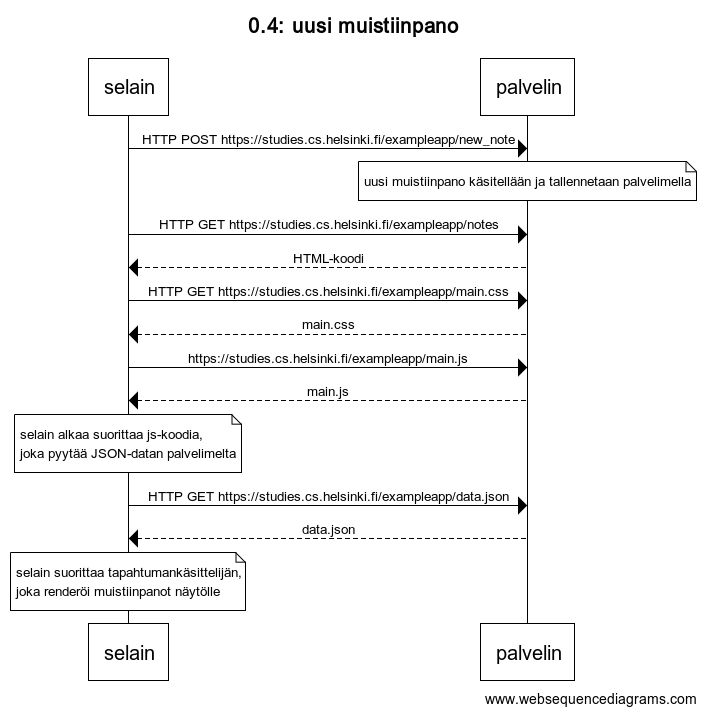 0.4: uusi muistiinpano
selain
palvelin
HTTP POST https://studies.cs.helsinki.fi/exampleapp/new_note
uusi muistiinpano käsitellään ja tallennetaan palvelimella
HTTP GET https://studies.cs.helsinki.fi/exampleapp/notes
HTML-koodi
HTTP GET https://studies.cs.helsinki.fi/exampleapp/main.css
main.css
https://studies.cs.helsinki.fi/exampleapp/main.js
main.js
selain alkaa suorittaa js-koodia,
joka pyytää JSON-datan palvelimelta
HTTP GET https://studies.cs.helsinki.fi/exampleapp/data.json
data.json
selain suorittaa tapahtumankäsittelijän,
joka renderöi muistiinpanot näytölle
selain
palvelin
www.websequencediagrams.com